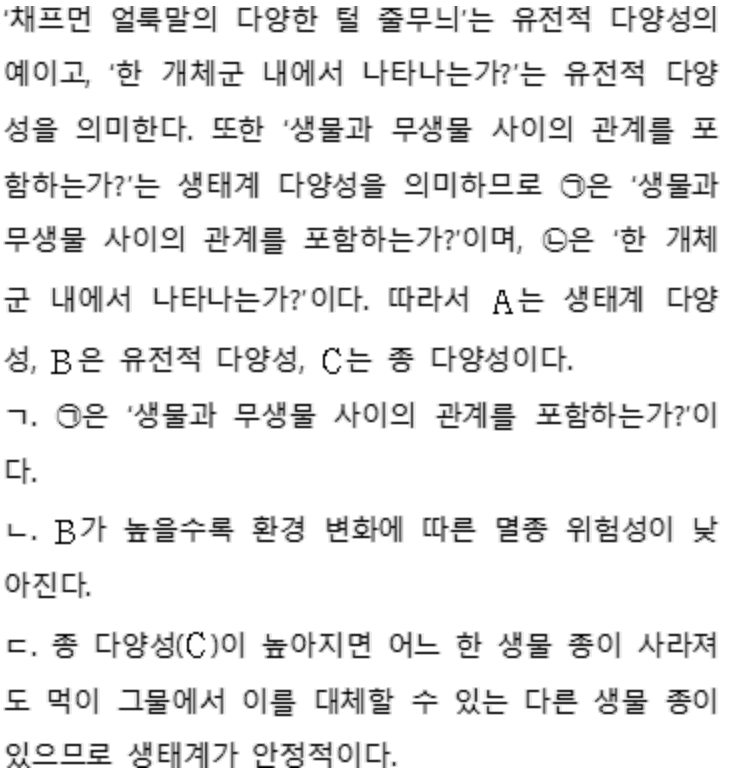 '채프먼 얼룩말의 다양한 털 줄무늬'는 유전적 다양성의
예이고, '한 개체군 내에서 나타나는가?'는 유전적 다양
성을 의미한다. 또한 '생물과 무생물 사이의 관계를 포
함하는가?'는 생태계 다양성을 의미하므로 ㉠은 '생물과
무생물 사이의 관계를 포함하는가?'이며, ㉡은 '한 개체
군 내에서 나타나는가?'이다. 따라서 A는 생태계 다양
성, B은 유전적 다양성, C는 종 다양성이다.
ㄱ. ㉠은 '생물과 무생물 사이의 관계를 포함하는가?'이
다.
ㄴ. B가 높을수록 환경 변화에 따른 멸종 위험성이 낮
아진다.
ㄷ. 종 다양성(C)이 높아지면 어느 한 생물 종이 사라져
도 먹이 그물에서 이를 대체할 수 있는 다른 생물 종이
있으므로 생태계가 안정적이다.